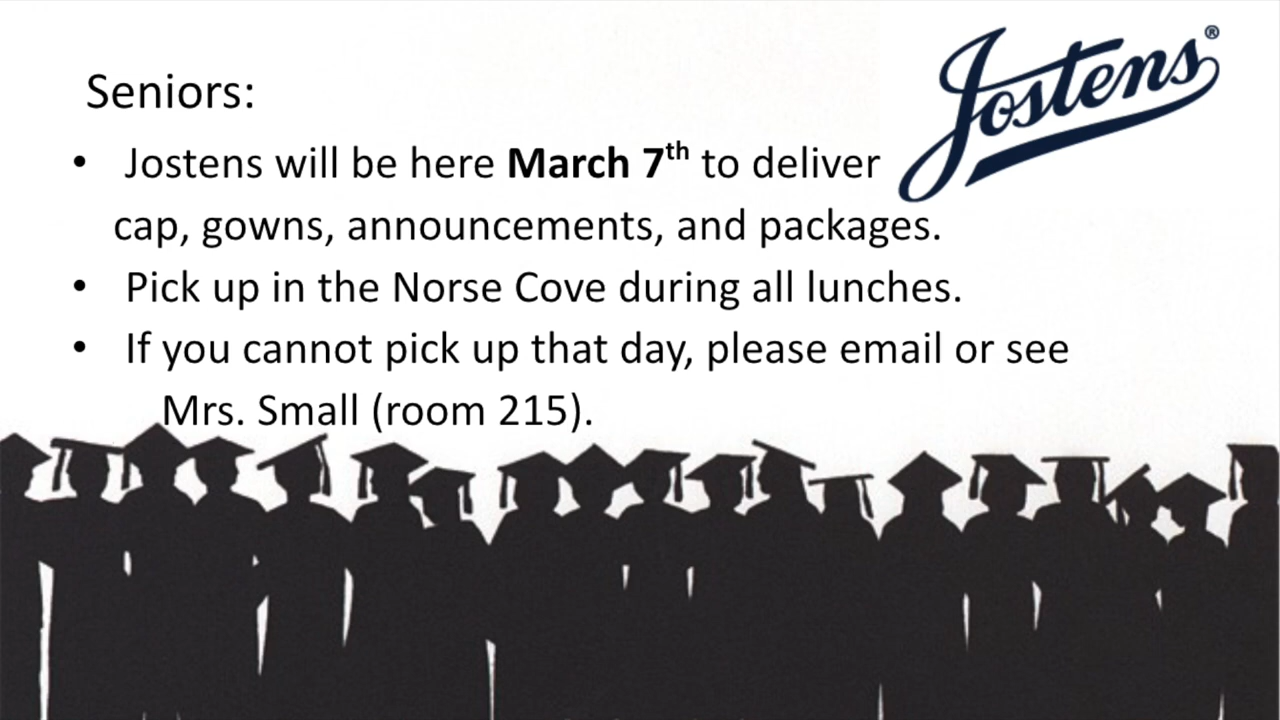 Jostens®
Seniors:
• Jostens will be here March 7th to deliver
cap, gowns, announcements, and packages.
• Pick up in the Norse Cove during all lunches.
• If you cannot pick up that day, please email or see
Mrs. Small (room 215).